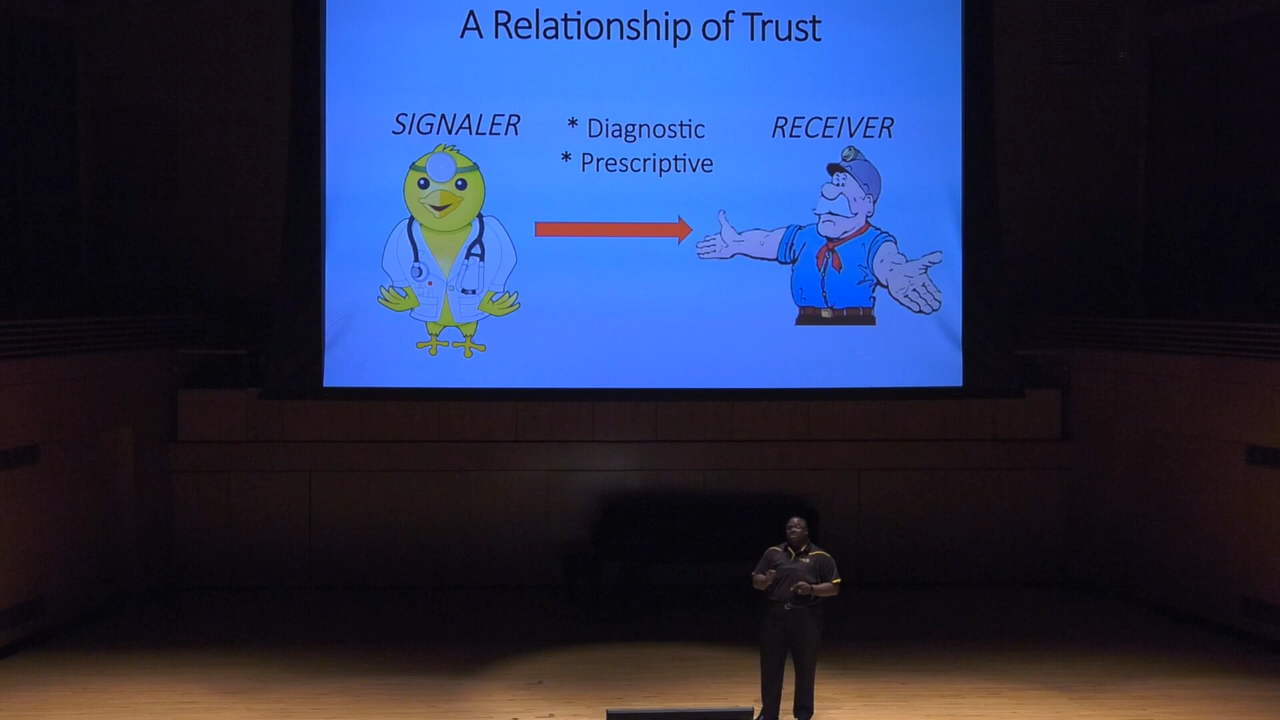 A Relationship of Trust
SIGNALER
* Diagnostic
* Prescriptive
RECEIVER